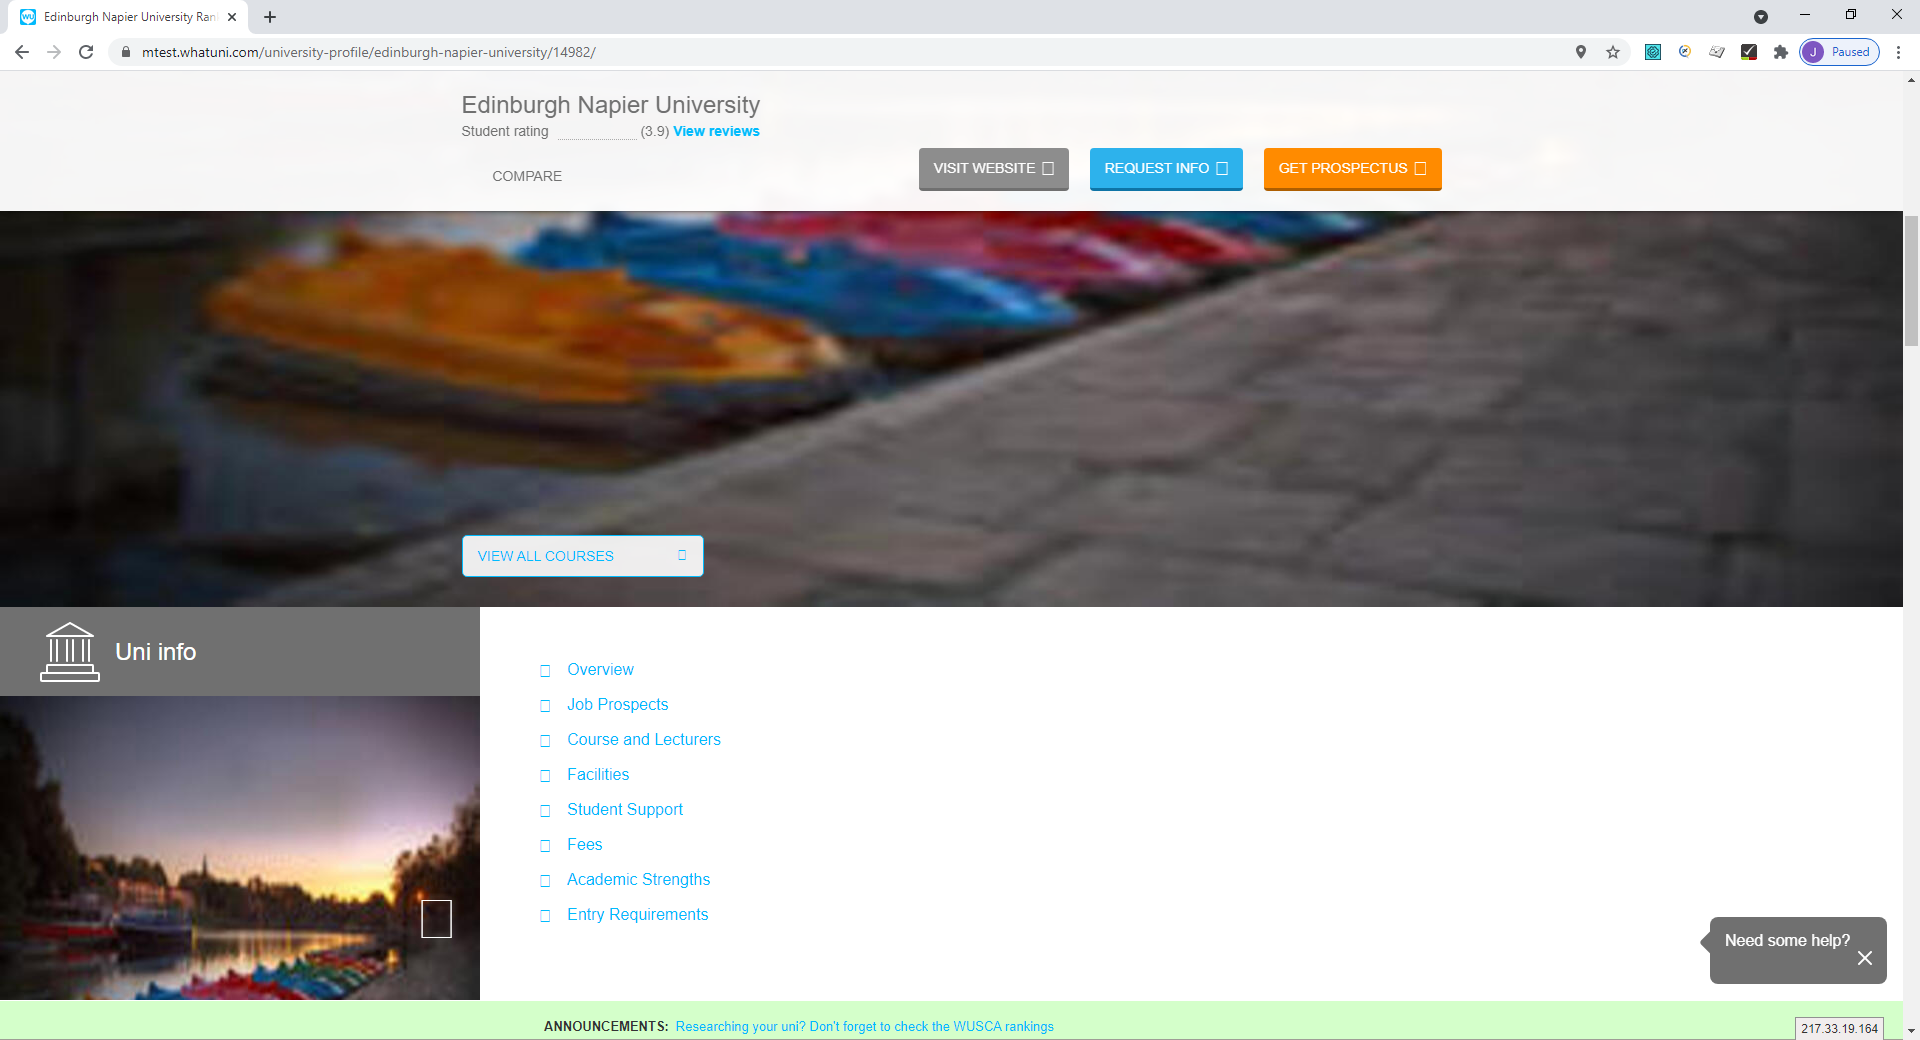 Edinburgh Napier University Ran
mtest.whatuni.com/university-profile/edinburgh-napier-university/14982/
J Paused
Edinburgh Napier University
Student rating (3.9) View reviews
COMPARE
VISIT WEBSITE
REQUEST INFO
GET PROSPECTUS
VIEW ALL COURSES
Uni info
Overview
Job Prospects
Course and Lecturers
Facilities
Student Support
Fees
Academic Strengths
Entry Requirements
Need some help?
ANNOUNCEMENTS: Researching your uni? Don't forget to check the WUSCA rankings
217.33.19.164